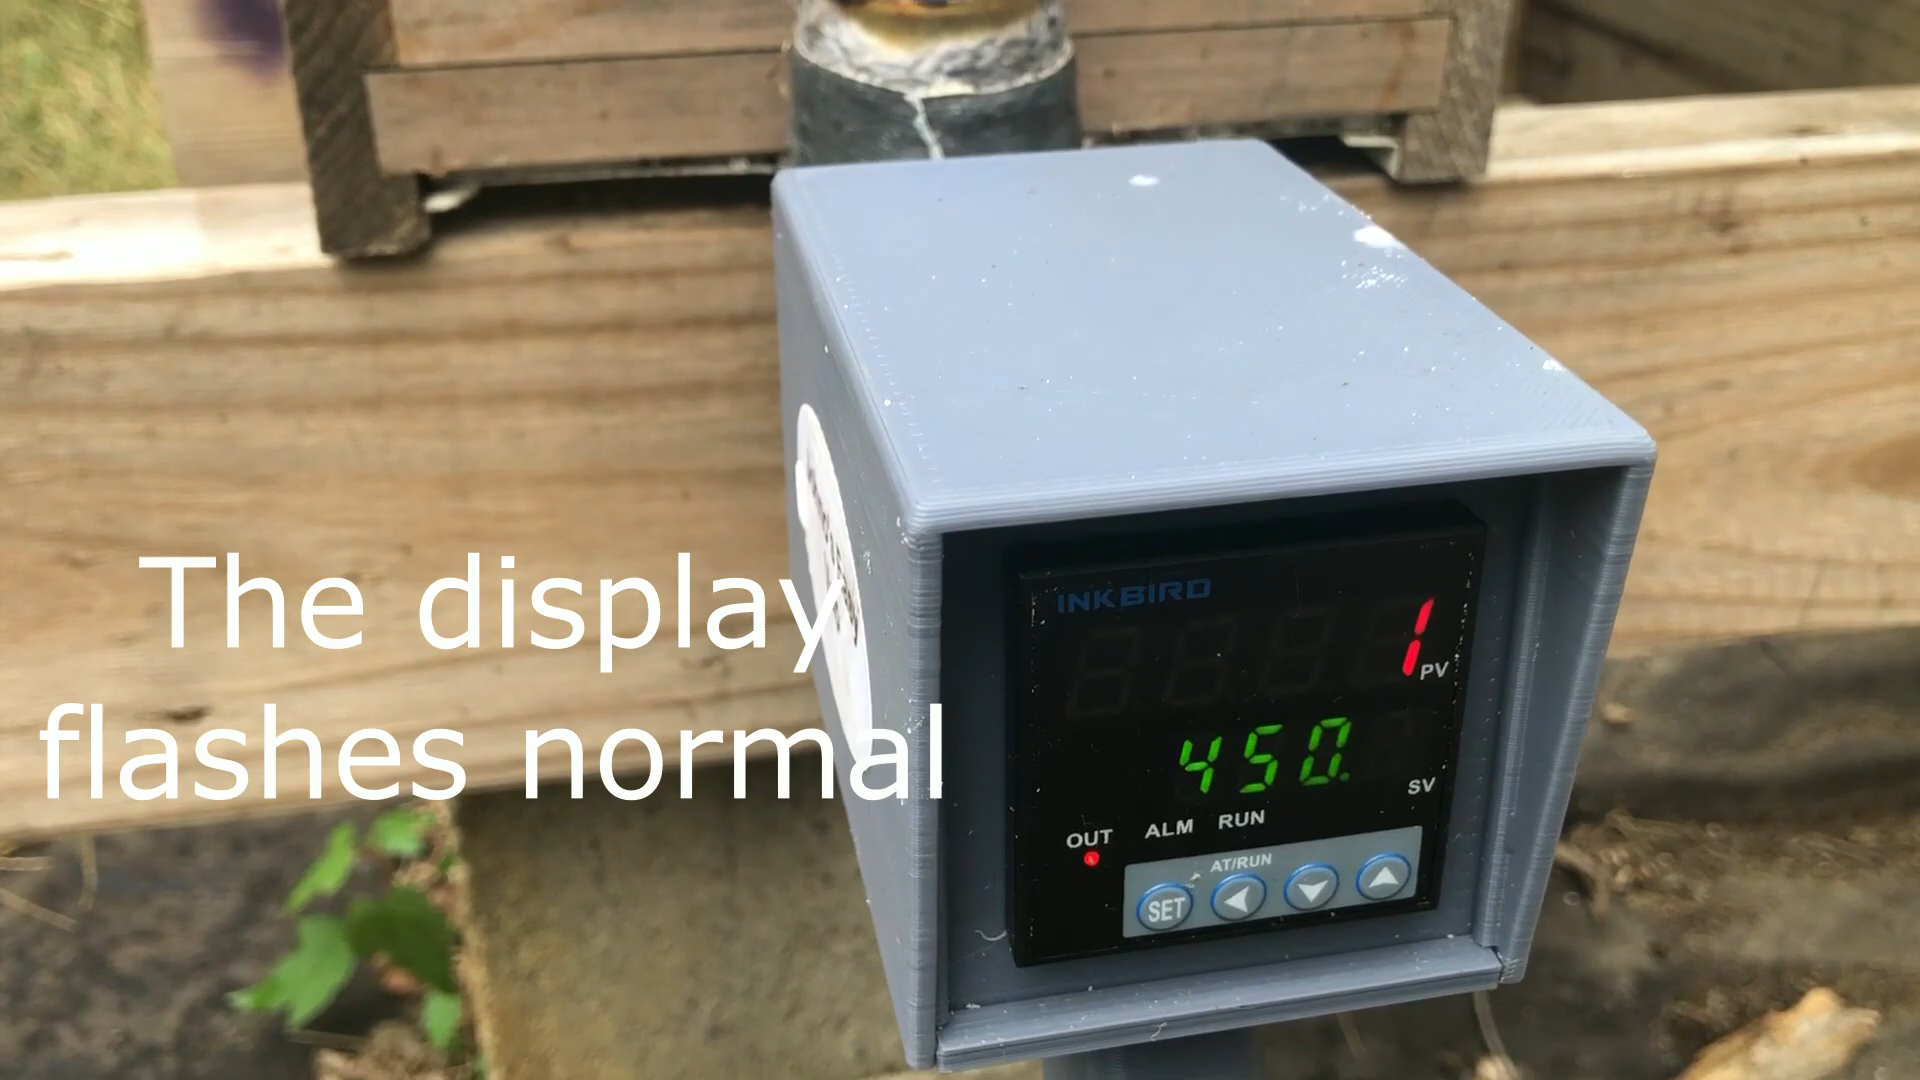 The display
flashes normal
INKBIRD
1
PV
450.
SV
OUT ALM RUN
AT/RUN
SET